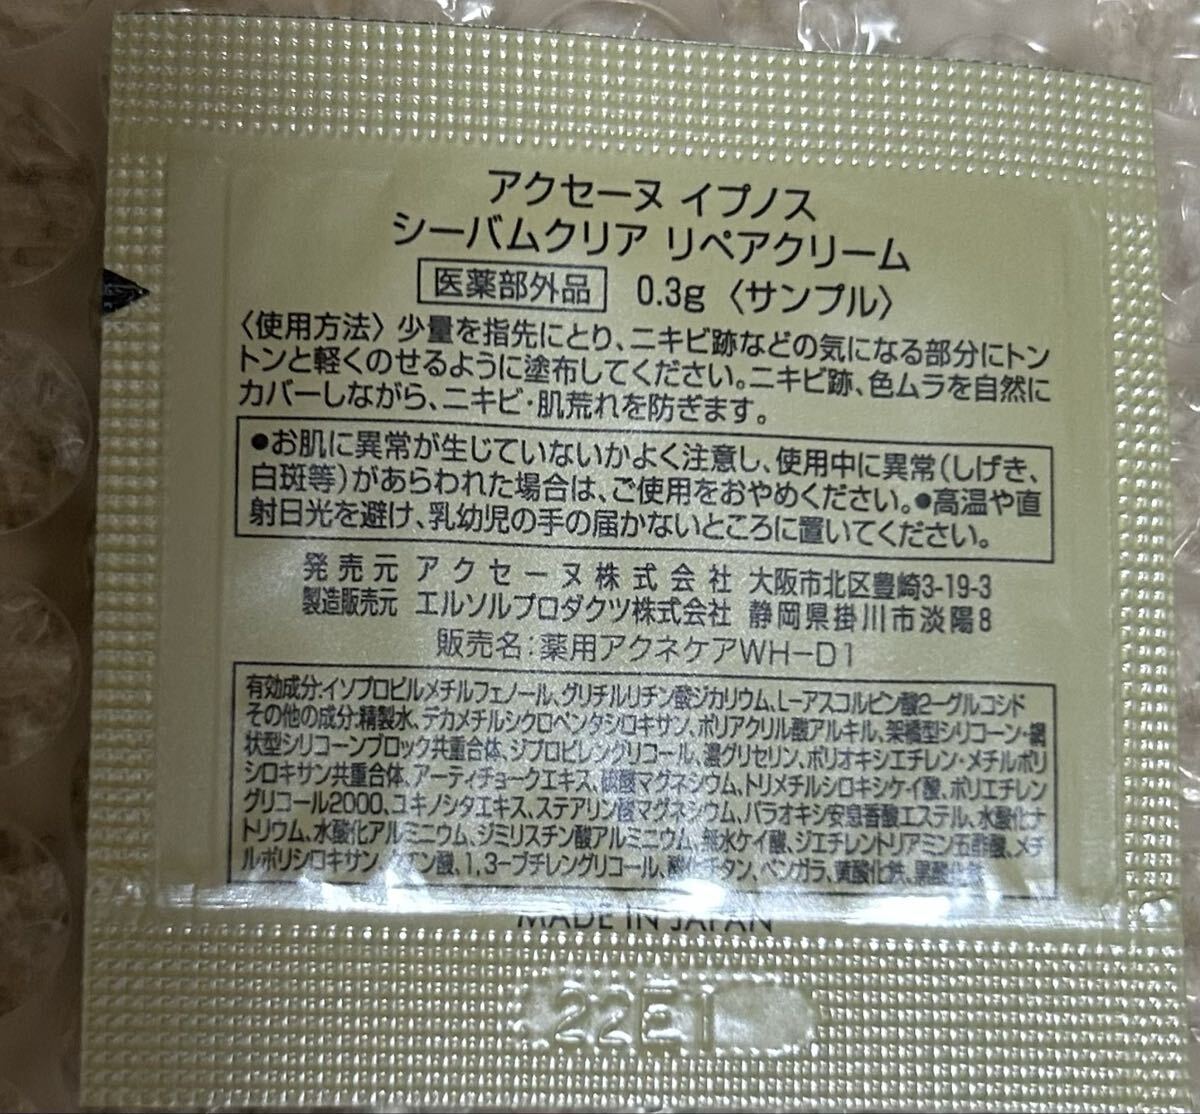 アクセーヌ イプノス
シーバムクリア リペアクリーム
医薬部外品 0.3g 〈サンプル〉
〈使用方法〉少量を指先にとり、ニキビ跡などの気になる部分にトン
トンと軽くのせるように塗布してください。ニキビ跡、色ムラを自然に
カバーしながら、ニキビ・肌荒れを防ぎます。
●お肌に異常が生じていないかよく注意し、使用中に異常(しげき、
白斑等)があらわれた場合は、ご使用をおやめください。●高温や直
射日光を避け、乳幼児の手の届かないところに置いてください。
発売元 アクセーヌ株式会社 大阪市北区豊崎3-19-3
製造販売元 エルソルプロダクツ株式会社 静岡県掛川市淡陽8
販売名:薬用アクネケアWH-D1
有効成分:イソプロピルメチルフェノール、グリチルリチン酸ジカリウム、L-アスコルビン酸2-グルコシド
その他の成分:精製水、デカメチルシクロペンタシロキサン、ポリアクリル酸アルキル、架橋型シリコーン・網
状型シリコーンブロック共重合体、ジプロピレングリコール、濃グリセリン、ポリオキシエチレン・メチルポリ
シロキサン共重合体、アーティチョークエキス、硫酸マグネシウム、トリメチルシロキシケイ酸、ポリエチレン
グリコール2000、ユキノシタエキス、ステアリン酸マグネシウム、パラオキシ安息香酸エステル、水酸化ナ
トリウム、水酸化アルミニウム、ジミリスチン酸アルミニウム、無水ケイ酸、ジエチレントリアミン五酢酸、メチ
ルポリシロキサン、クエン酸、1,3-ブチレングリコール、酸化チタン、ベンガラ、黄酸化鉄、黒酸化鉄
MADE IN JAPAN
22E1